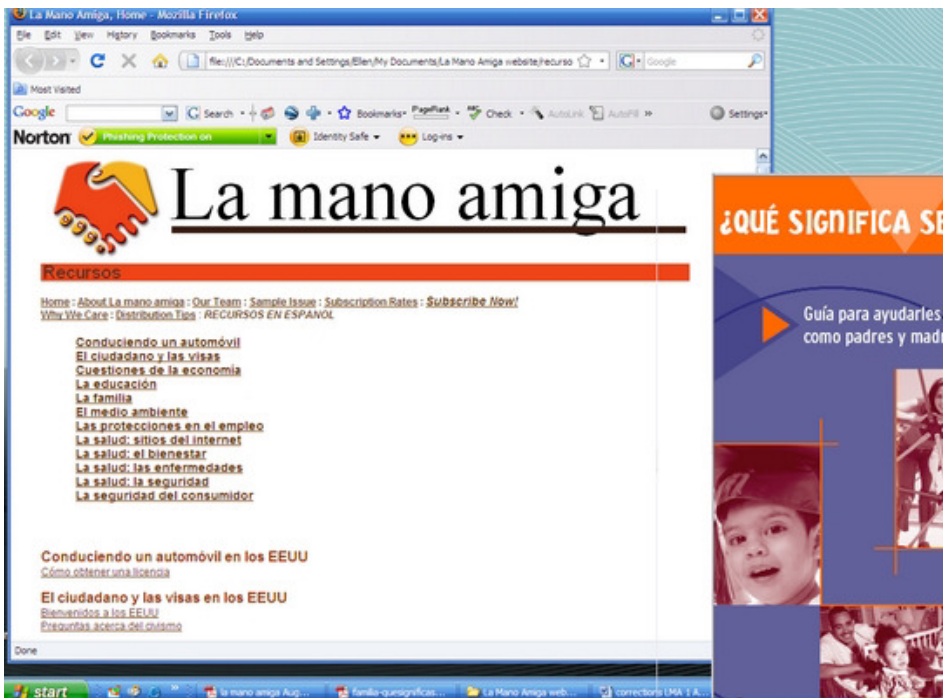 La Mano Amiga, Home - Mozilla Firefox
File Edit View History Bookmarks Tools Help
file:///C:/Documents and Settings/Ellen/My Documents/La Mano Amiga website/recurso
Google
Most Visited
Google Search Bookmarks PageRank Check AutoLink AutoFill Settings
Norton Phishing Protection on Identity Safe Log-ins
La mano amiga
Recursos
Home : About La mano amiga : Our Team : Sample Issue : Subscription Rates : Subscribe Now!
Why We Care : Distribution Tips : RECURSOS EN ESPANOL
Conduciendo un automóvil
El ciudadano y las visas
Cuestiones de la economía
La educación
La familia
El medio ambiente
Las protecciones en el empleo
La salud: sitios del internet
La salud: el bienestar
La salud: las enfermedades
La salud: la seguridad
La seguridad del consumidor
Conduciendo un automóvil en los EEUU
Cómo obtener una licencia
El ciudadano y las visas en los EEUU
Bienvenidos a los EEUU
Preguntas acerca del civismo
Done
¿QUÉ SIGNIFICA SE
Guía para ayudarles
como padres y mad
start
la mano amiga Aug...
familia-quesignificas...
La Mano Amiga web...
corrections LMA 1 A...